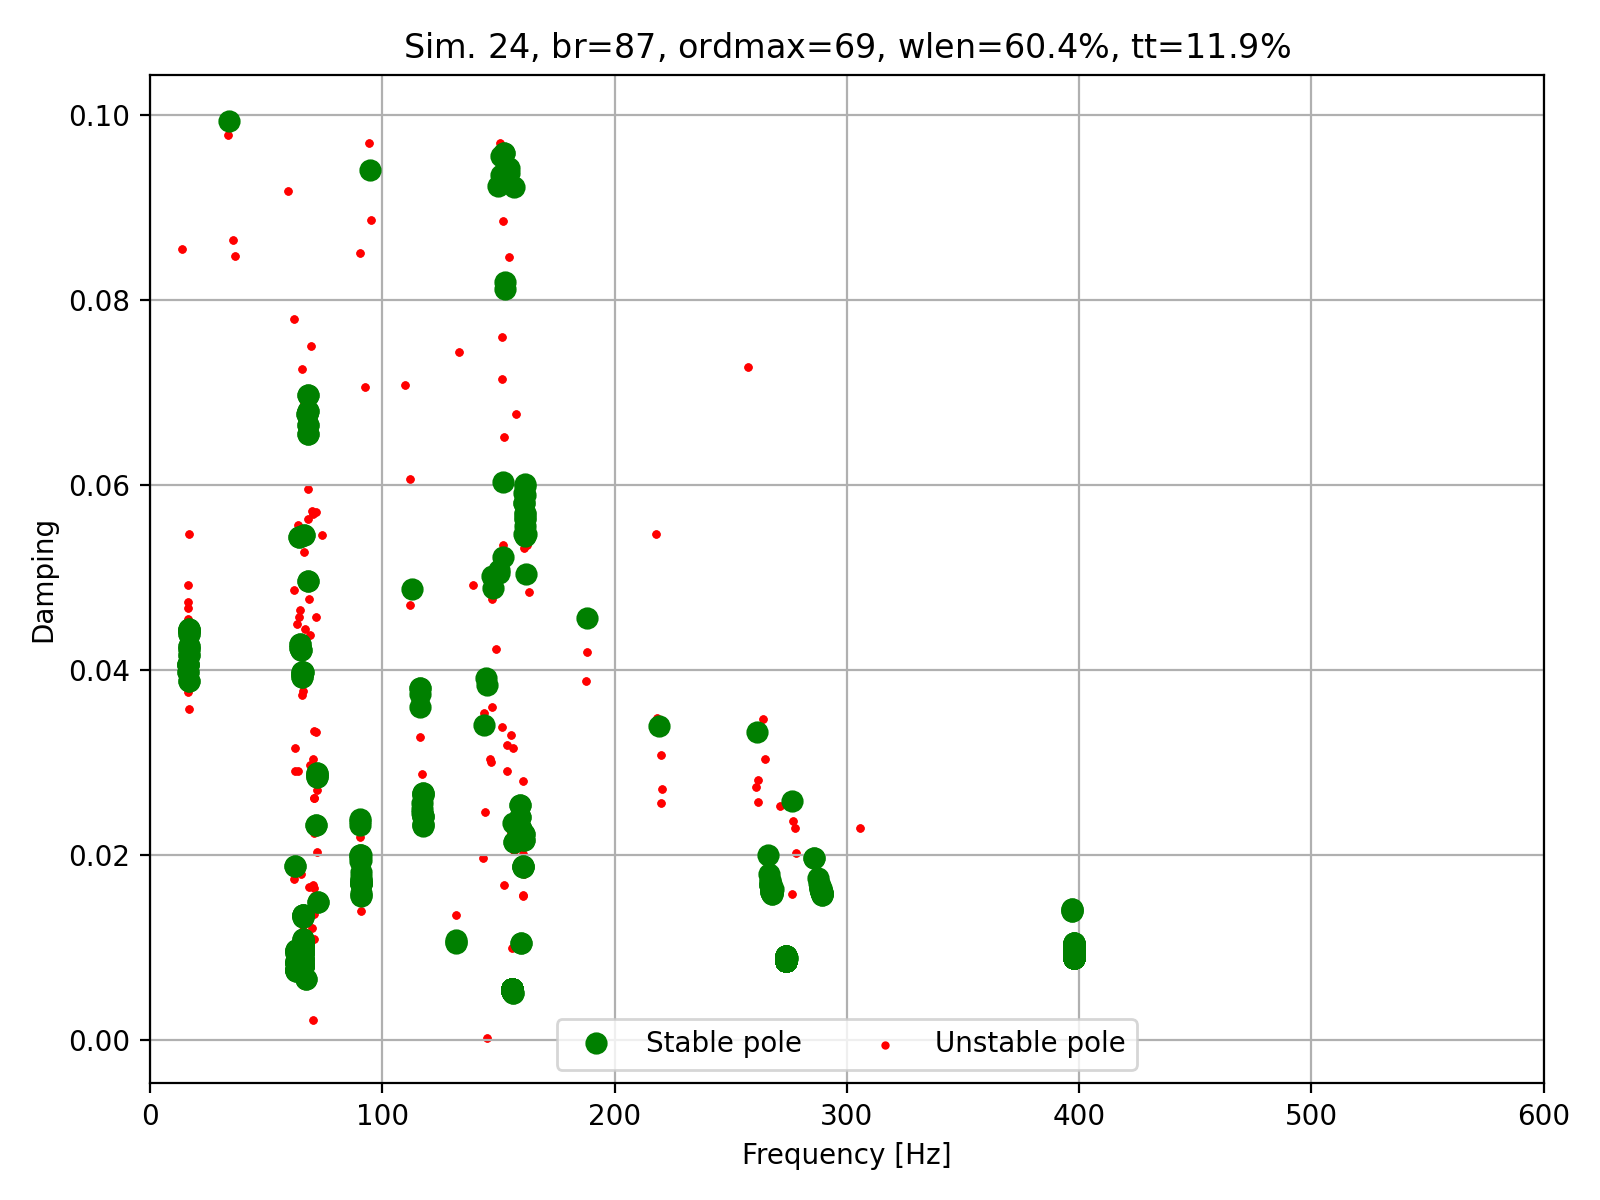 Sim. 24, br=87, ordmax=69, wlen=60.4%, tt=11.9%
0.10
0.08
0.06
0.04
0.02
0.00
Damping
Stable pole
Unstable pole
0
100
200
300
400
500
600
Frequency [Hz]